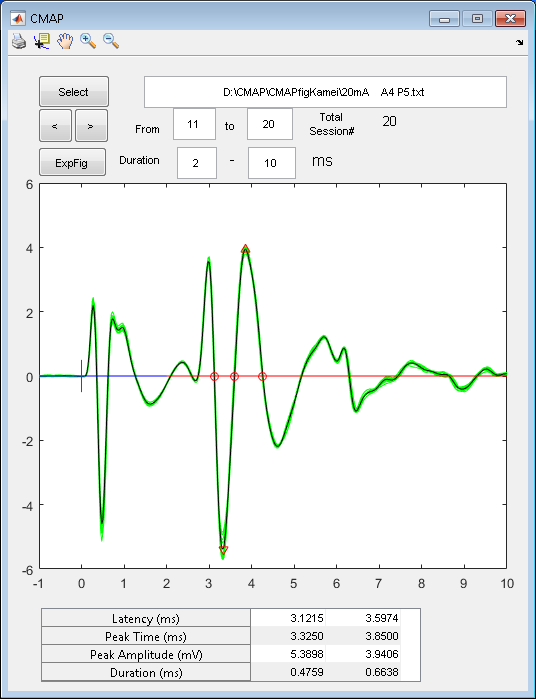 CMAP
Select
D:\CMAP\CMAPfigKamei\20mA A4 P5.txt
< > From 11 to 20 Total Session# 20
ExpFig Duration 2 - 10 ms
6
4
2
0
-2
-4
-6
-1 0 1 2 3 4 5 6 7 8 9 10
Latency (ms) 3.1215 3.5974
Peak Time (ms) 3.3250 3.8500
Peak Amplitude (mV) 5.3898 3.9406
Duration (ms) 0.4759 0.6638